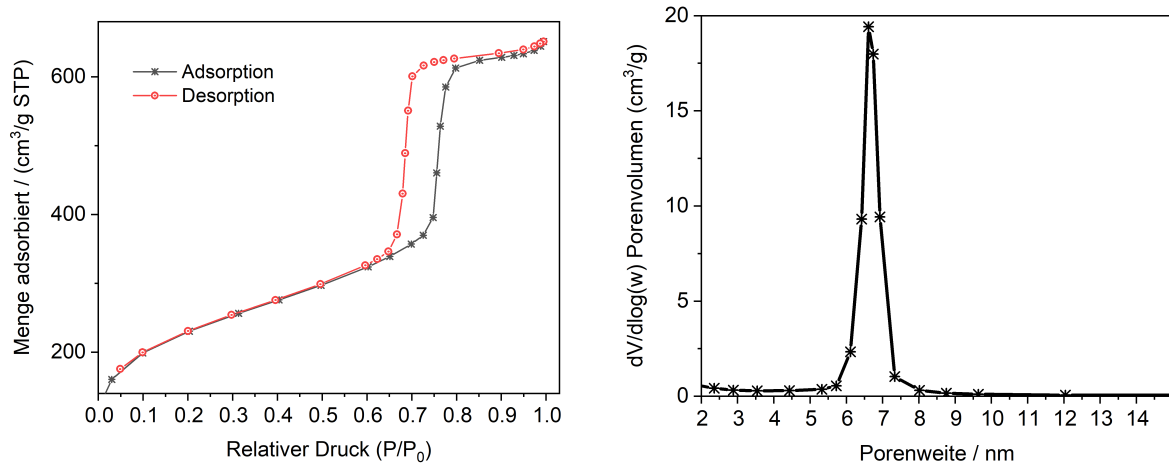 Menge adsorbiert / (cm³/g STP)
600
400
200
Adsorption
Desorption
0.0 0.1 0.2 0.3 0.4 0.5 0.6 0.7 0.8 0.9 1.0
Relativer Druck (P/P₀)
dV/dlog(w) Porenvolumen (cm³/g)
20
15
10
5
0
2 3 4 5 6 7 8 9 10 11 12 13 14
Porenweite / nm